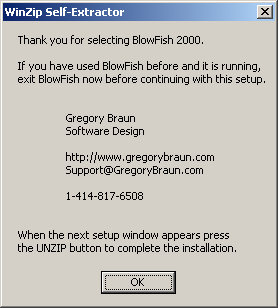 WinZip Self-Extractor
Thank you for selecting BlowFish 2000.
If you have used BlowFish before and it is running,
exit BlowFish now before continuing with this setup.
Gregory Braun
Software Design
http://www.gregorybraun.com
Support@GregoryBraun.com
1-414-817-6508
When the next setup window appears press
the UNZIP button to complete the installation.
OK